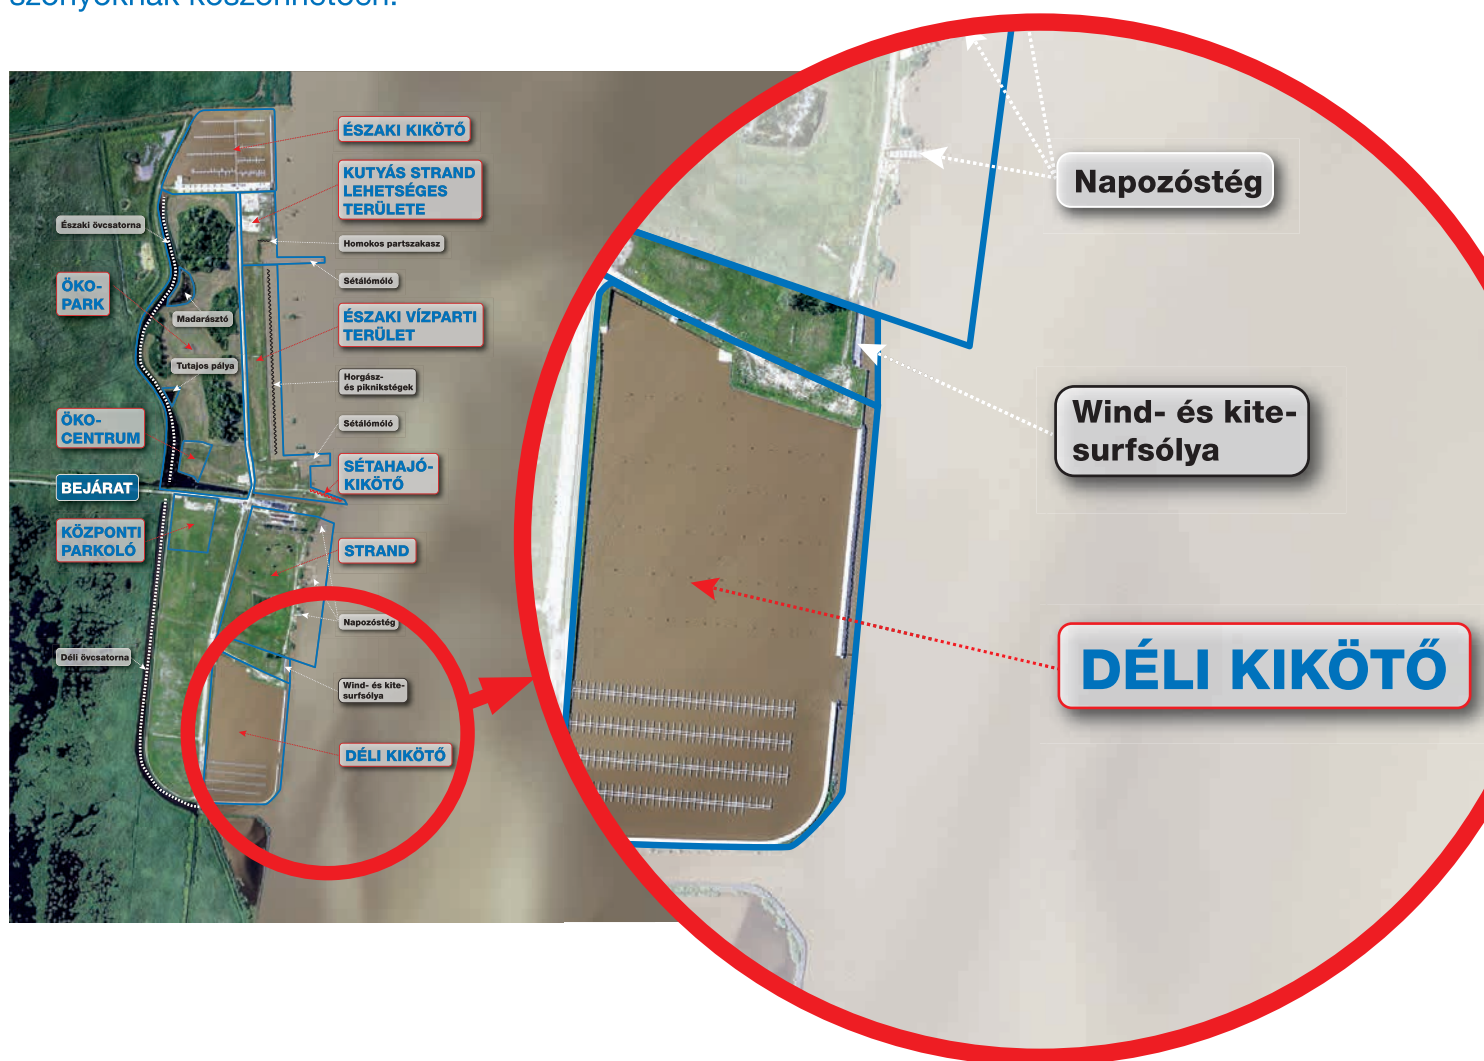 ÉSZAKI KIKÖTŐ
KUTYÁS STRAND
LEHETSÉGES
TERÜLETE
Északi övcsatorna
Homokos partszakasz
ÖKO-
PARK
Sétálómóló
Madarásztó
ÉSZAKI VÍZPARTI
TERÜLET
Tutajos pálya
Horgász-
és piknikstégek
ÖKO-
CENTRUM
Sétálómóló
SÉTAHAJÓ-
KIKÖTŐ
BEJÁRAT
KÖZPONTI
PARKOLÓ
STRAND
Napozóstég
Déli övcsatorna
Wind- és kite-
surfsólya
DÉLI KIKÖTŐ
Napozóstég
Wind- és kite-
surfsólya
DÉLI KIKÖTŐ